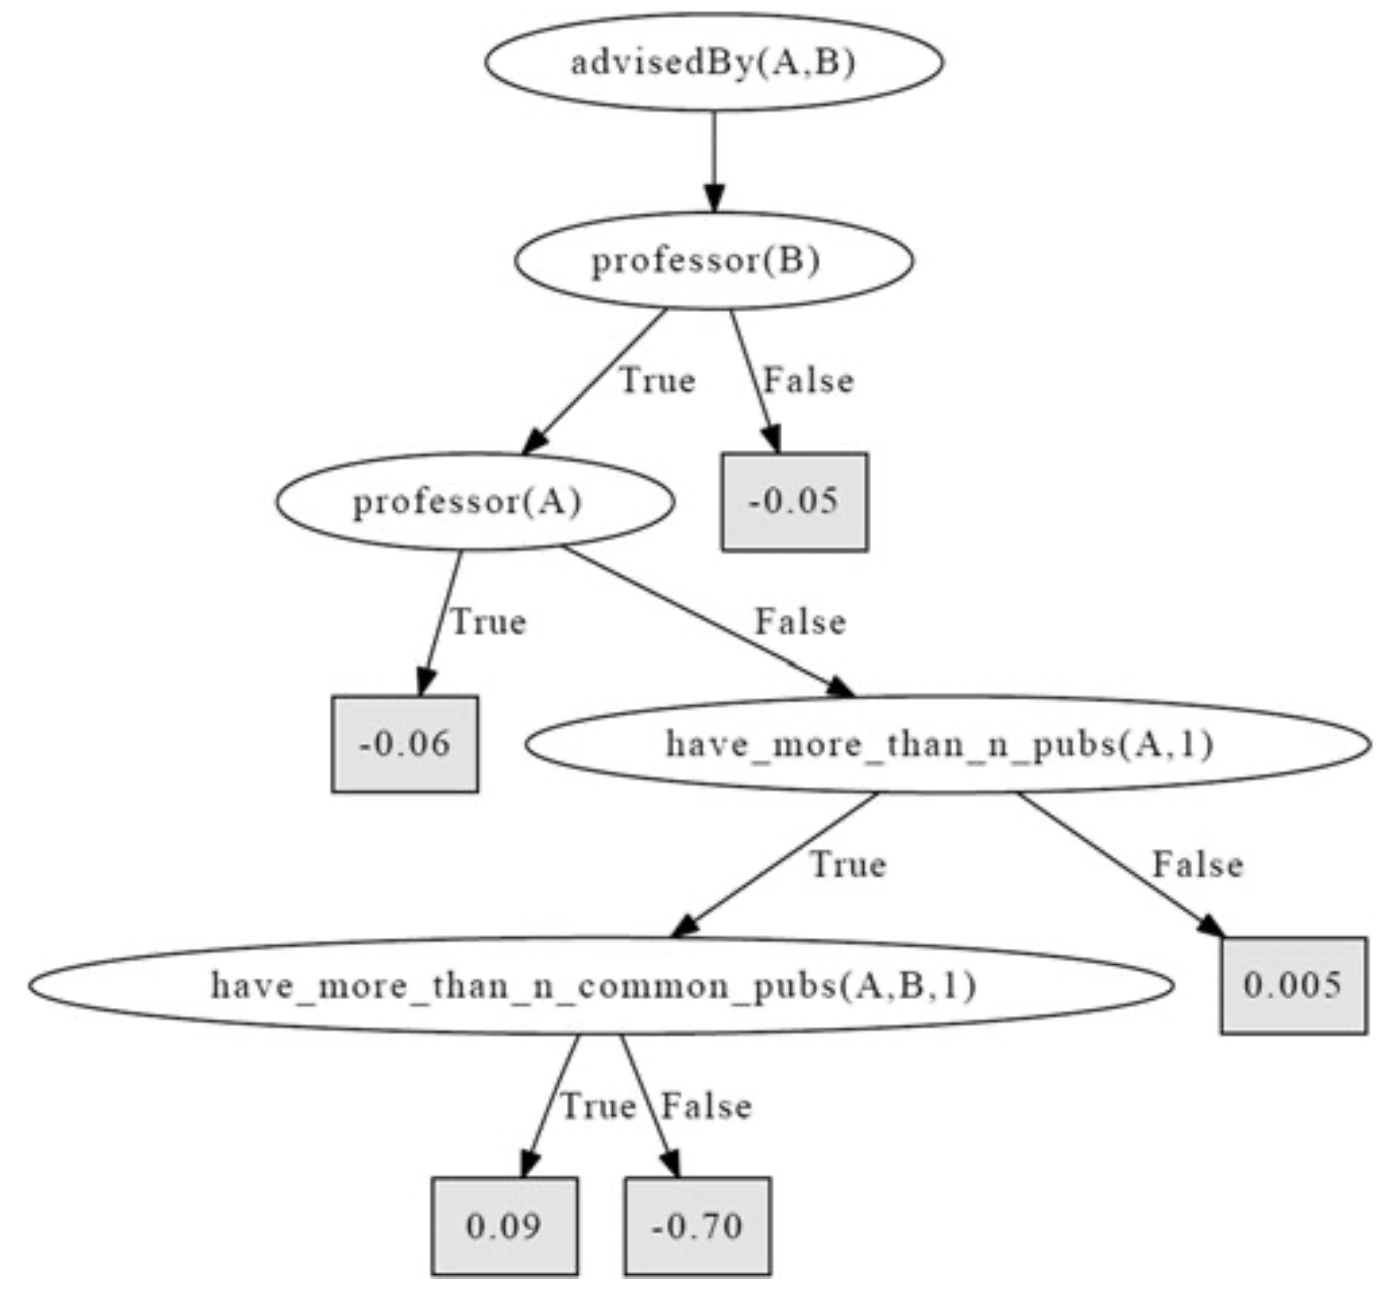 advisedBy(A,B)
professor(B)
True
False
professor(A)
-0.05
True
False
-0.06
have_more_than_n_pubs(A,1)
True
False
have_more_than_n_common_pubs(A,B,1)
0.005
True
False
0.09
-0.70